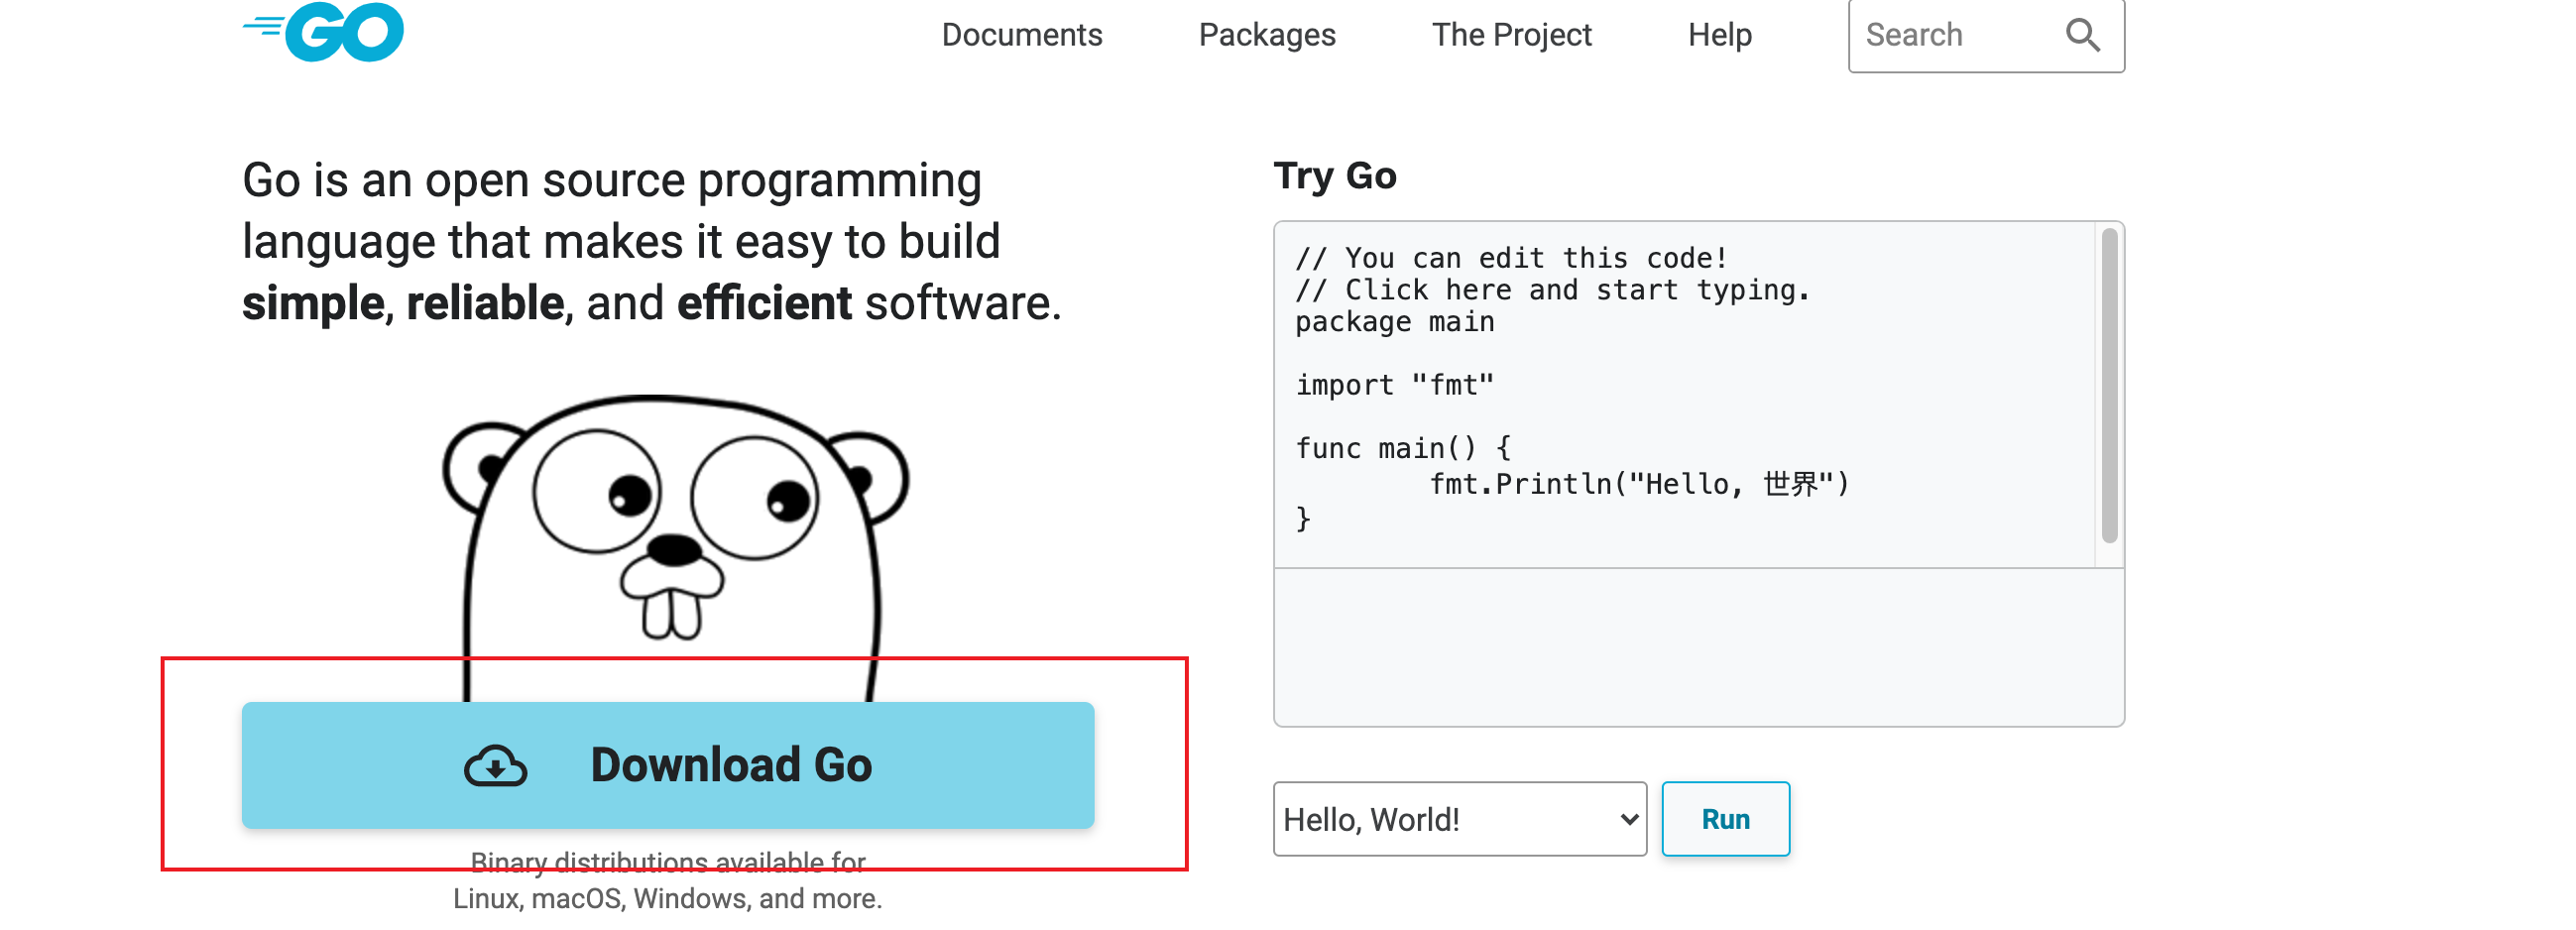 GO
Documents
Packages
The Project
Help
Search
Go is an open source programming
language that makes it easy to build
simple, reliable, and efficient software.
Download Go
Binary distributions available for
Linux, macOS, Windows, and more.
Try Go
// You can edit this code!
// Click here and start typing.
package main
import "fmt"
func main() {
	fmt.Println("Hello, 世界")
}
Hello, World!
Run